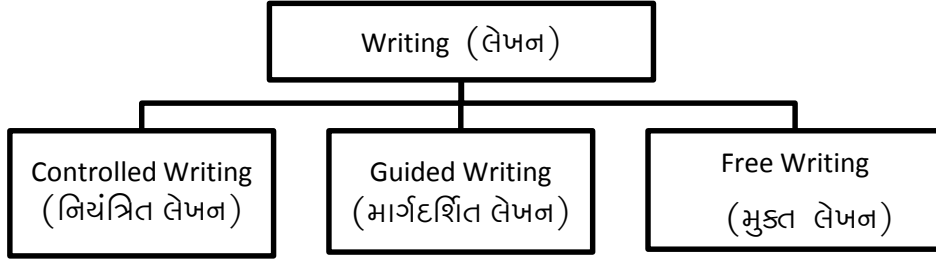 Writing (લેખન)
Controlled Writing
(નિયંત્રિત લેખન)
Guided Writing
(માર્ગદર્શિત લેખન)
Free Writing
(મુક્ત લેખન)